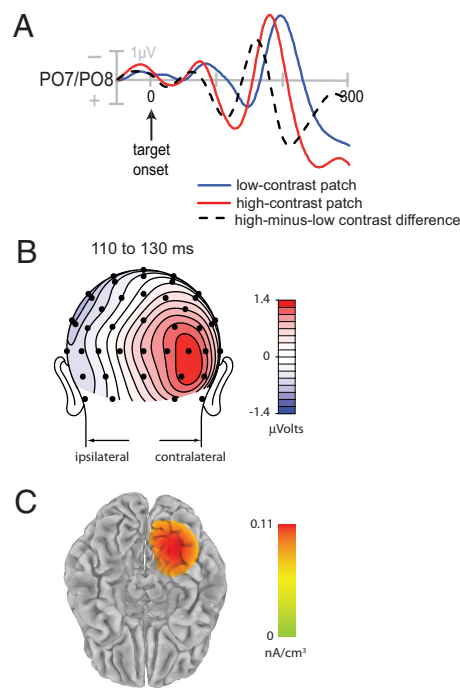 A
1µV
PO7/PO8
0
300
target
onset
low-contrast patch
high-contrast patch
high-minus-low contrast difference
B
110 to 130 ms
1.4
0
-1.4
µVolts
ipsilateral
contralateral
C
0.11
0
nA/cm³